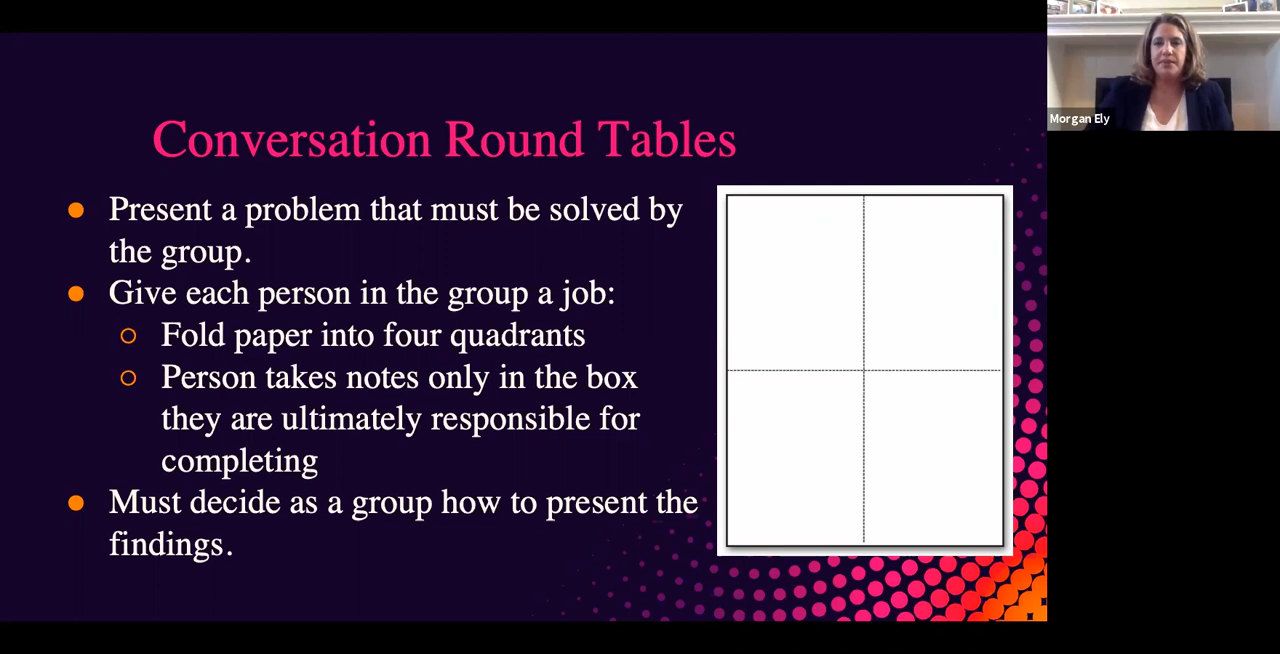 Conversation Round Tables
Present a problem that must be solved by
the group.
Give each person in the group a job:
Fold paper into four quadrants
Person takes notes only in the box
they are ultimately responsible for
completing
Must decide as a group how to present the
findings.
Morgan Ely